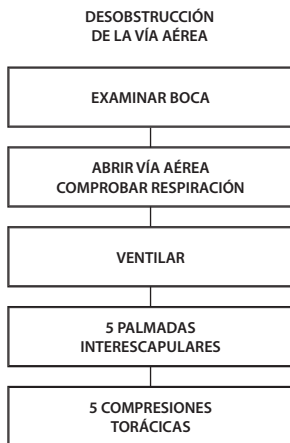 DESOBSTRUCCIÓN
DE LA VÍA AÉREA
EXAMINAR BOCA
ABRIR VÍA AÉREA
COMPROBAR RESPIRACIÓN
VENTILAR
5 PALMADAS
INTERESCAPULARES
5 COMPRESIONES
TORÁCICAS